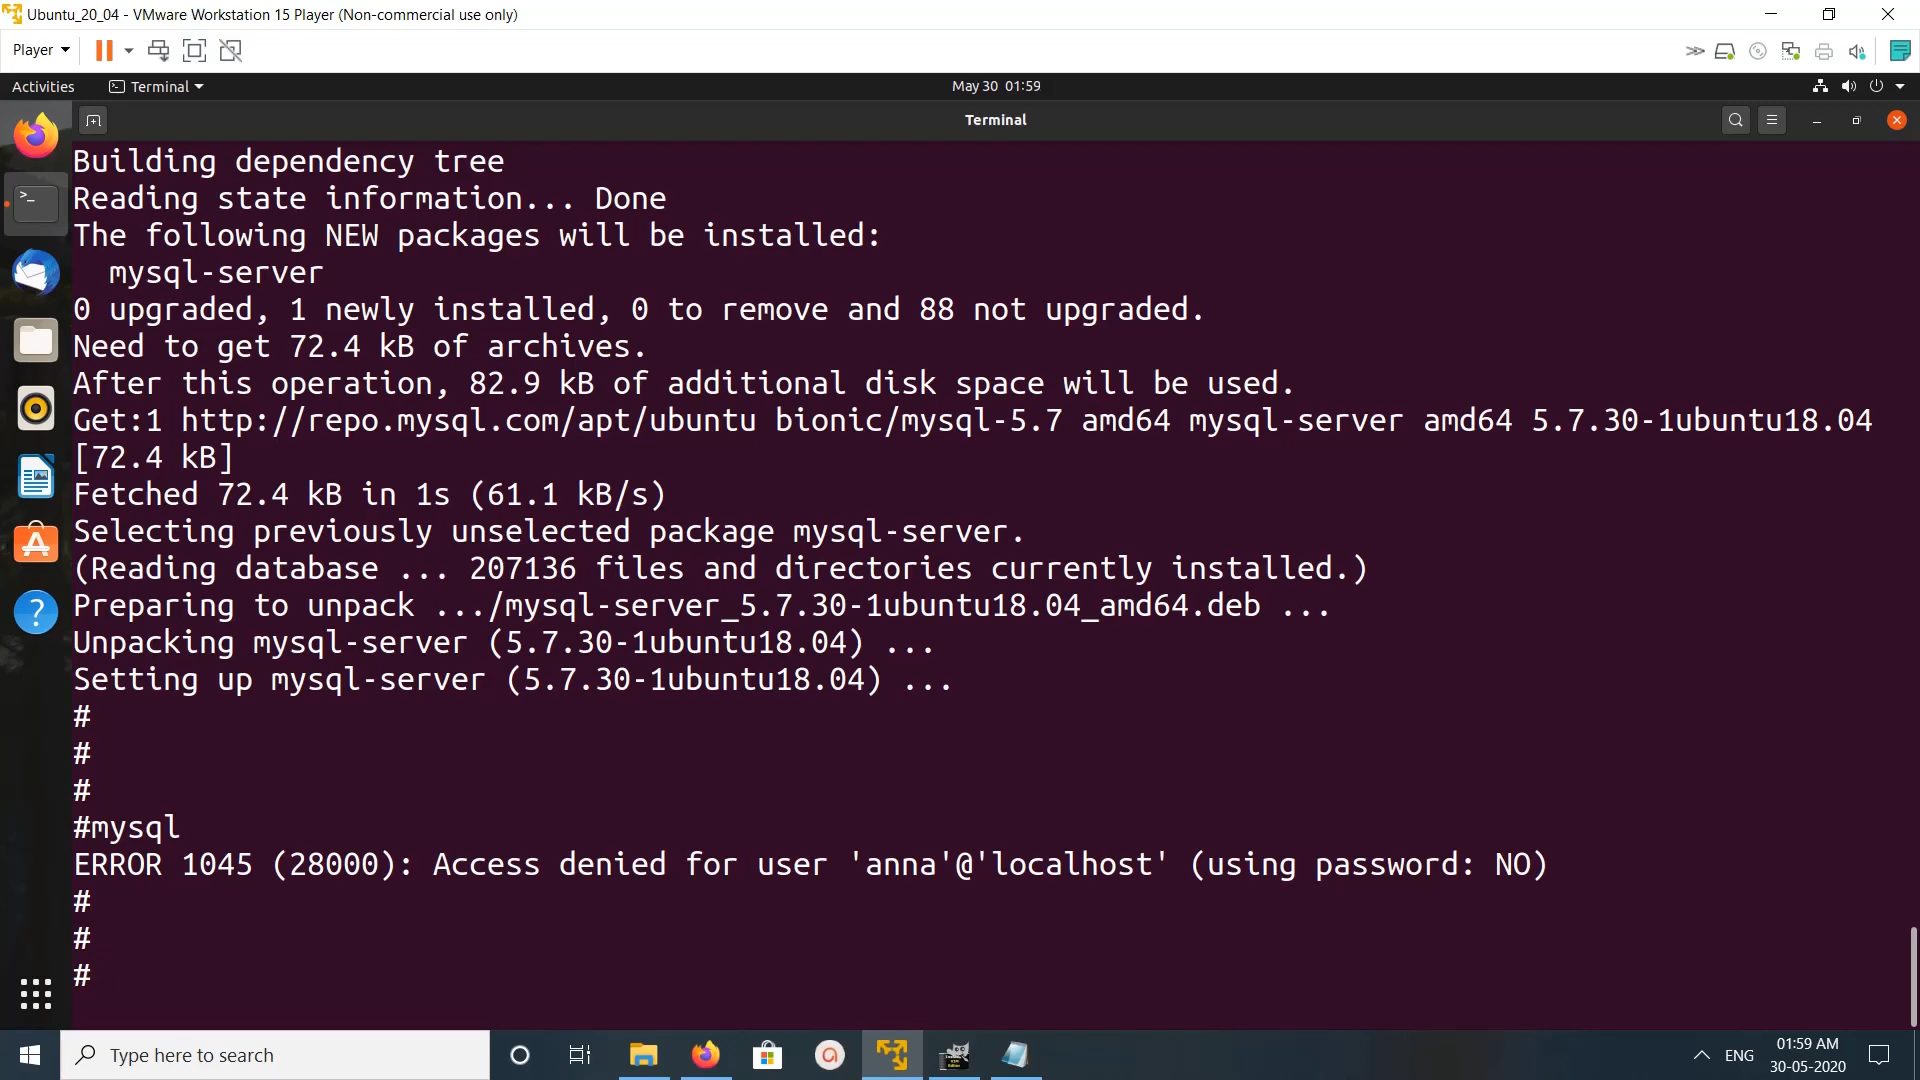 Ubuntu_20_04 - VMware Workstation 15 Player (Non-commercial use only)
Player
Activities
Terminal
May 30 01:59
Terminal
Building dependency tree
Reading state information... Done
The following NEW packages will be installed:
mysql-server
0 upgraded, 1 newly installed, 0 to remove and 88 not upgraded.
Need to get 72.4 kB of archives.
After this operation, 82.9 kB of additional disk space will be used.
Get:1 http://repo.mysql.com/apt/ubuntu bionic/mysql-5.7 amd64 mysql-server amd64 5.7.30-1ubuntu18.04
[72.4 kB]
Fetched 72.4 kB in 1s (61.1 kB/s)
Selecting previously unselected package mysql-server.
(Reading database ... 207136 files and directories currently installed.)
Preparing to unpack .../mysql-server_5.7.30-1ubuntu18.04_amd64.deb ...
Unpacking mysql-server (5.7.30-1ubuntu18.04) ...
Setting up mysql-server (5.7.30-1ubuntu18.04) ...
#
#
#
#mysql
ERROR 1045 (28000): Access denied for user 'anna'@'localhost' (using password: NO)
#
#
#
Type here to search
ENG
01:59 AM
30-05-2020